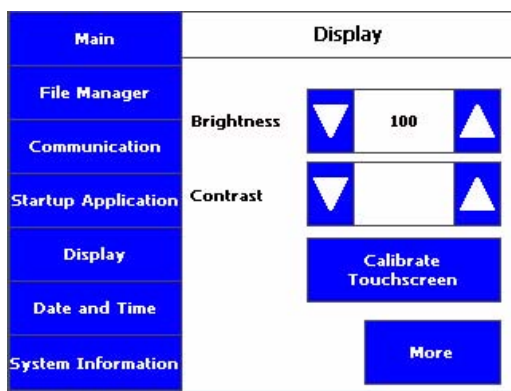 Main
File Manager
Communication
Startup Application
Display
Date and Time
System Information
Display
Brightness
100
Contrast
Calibrate
Touchscreen
More